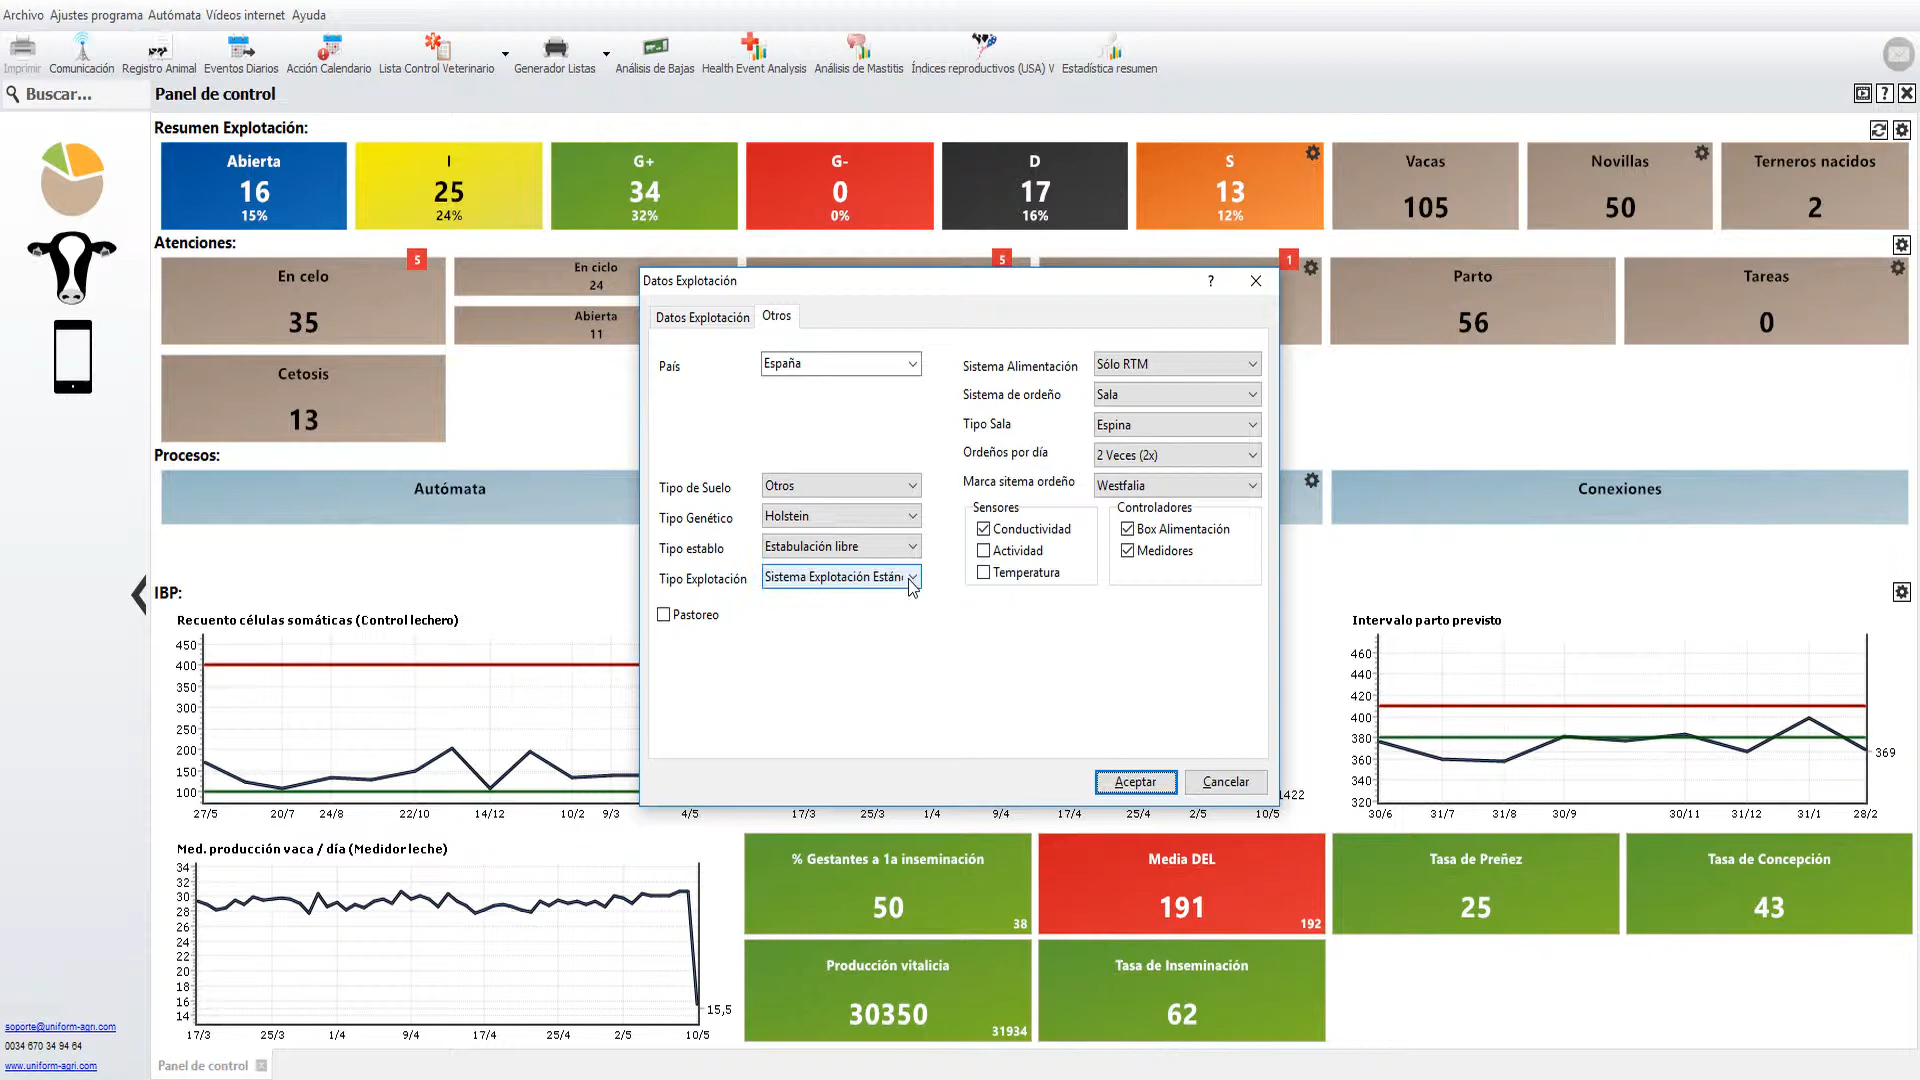 Archivo Ajustes programa Autómata Vídeos internet Ayuda
Imprimir Comunicación Registro Animal Eventos Diarios Acción Calendario Lista Control Veterinario Generador Listas Análisis de Bajas Health Event Analysis Análisis de Mastitis Índices reproductivos (USA) V Estadística resumen
Buscar...
Panel de control
Resumen Explotación:
Abierta
16
15%
I
25
24%
G+
34
32%
G-
0
0%
D
17
16%
S
13
12%
Vacas
105
Novillas
50
Terneros nacidos
2
Atenciones:
En celo
35
5
En ciclo
24
Abierta
11
5
1
Parto
56
Tareas
0
Cetosis
13
Procesos:
Autómata
Conexiones
Datos Explotación
?
Datos Explotación
Otros
País España
Tipo de Suelo Otros
Tipo Genético Holstein
Tipo establo Estabulación libre
Tipo Explotación Sistema Explotación Están
Pastoreo
Sistema Alimentación Sólo RTM
Sistema de ordeño Sala
Tipo Sala Espina
Ordeños por día 2 Veces (2x)
Marca sitema ordeño Westfalia
Sensores
Conductividad
Actividad
Temperatura
Controladores
Box Alimentación
Medidores
Aceptar Cancelar
IBP:
Recuento células somáticas (Control lechero)
450
400
350
300
250
200
150
100
27/5 20/7 24/8 22/10 14/12 10/2 9/3 4/5
17/3 25/3 1/4 9/4 17/4 25/4 2/5 10/5
1422
Intervalo parto previsto
460
440
420
400
380
360
340
320
369
30/6 31/7 31/8 30/9 30/11 31/12 31/1 28/2
Med. producción vaca / día (Medidor leche)
34
32
30
28
26
24
22
20
18
16
14
15,5
17/3 25/3 1/4 9/4 17/4 25/4 2/5 10/5
% Gestantes a 1a inseminación
50
38
Media DEL
191
192
Tasa de Preñez
25
Tasa de Concepción
43
Producción vitalicia
30350
31934
Tasa de Inseminación
62
soporte@uniform-agri.com
0034 670 34 94 64
www.uniform-agri.com
Panel de control